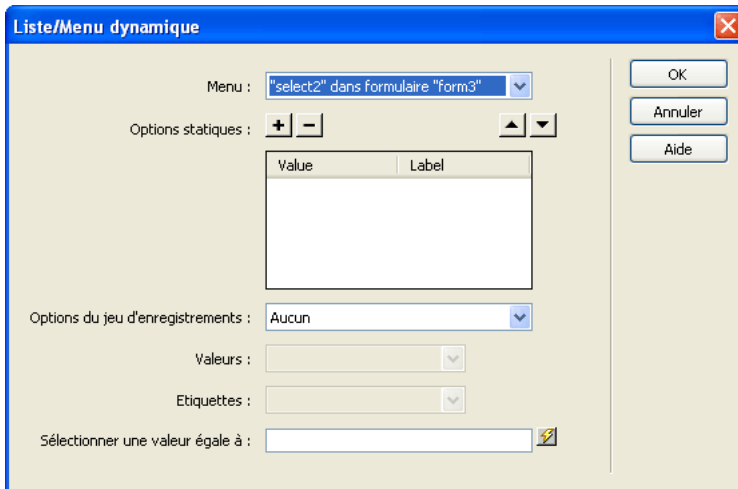 Liste/Menu dynamique
Menu : "select2" dans formulaire "form3"
OK
Options statiques :
Annuler
Aide
Value Label
Options du jeu d'enregistrements : Aucun
Valeurs :
Etiquettes :
Sélectionner une valeur égale à :